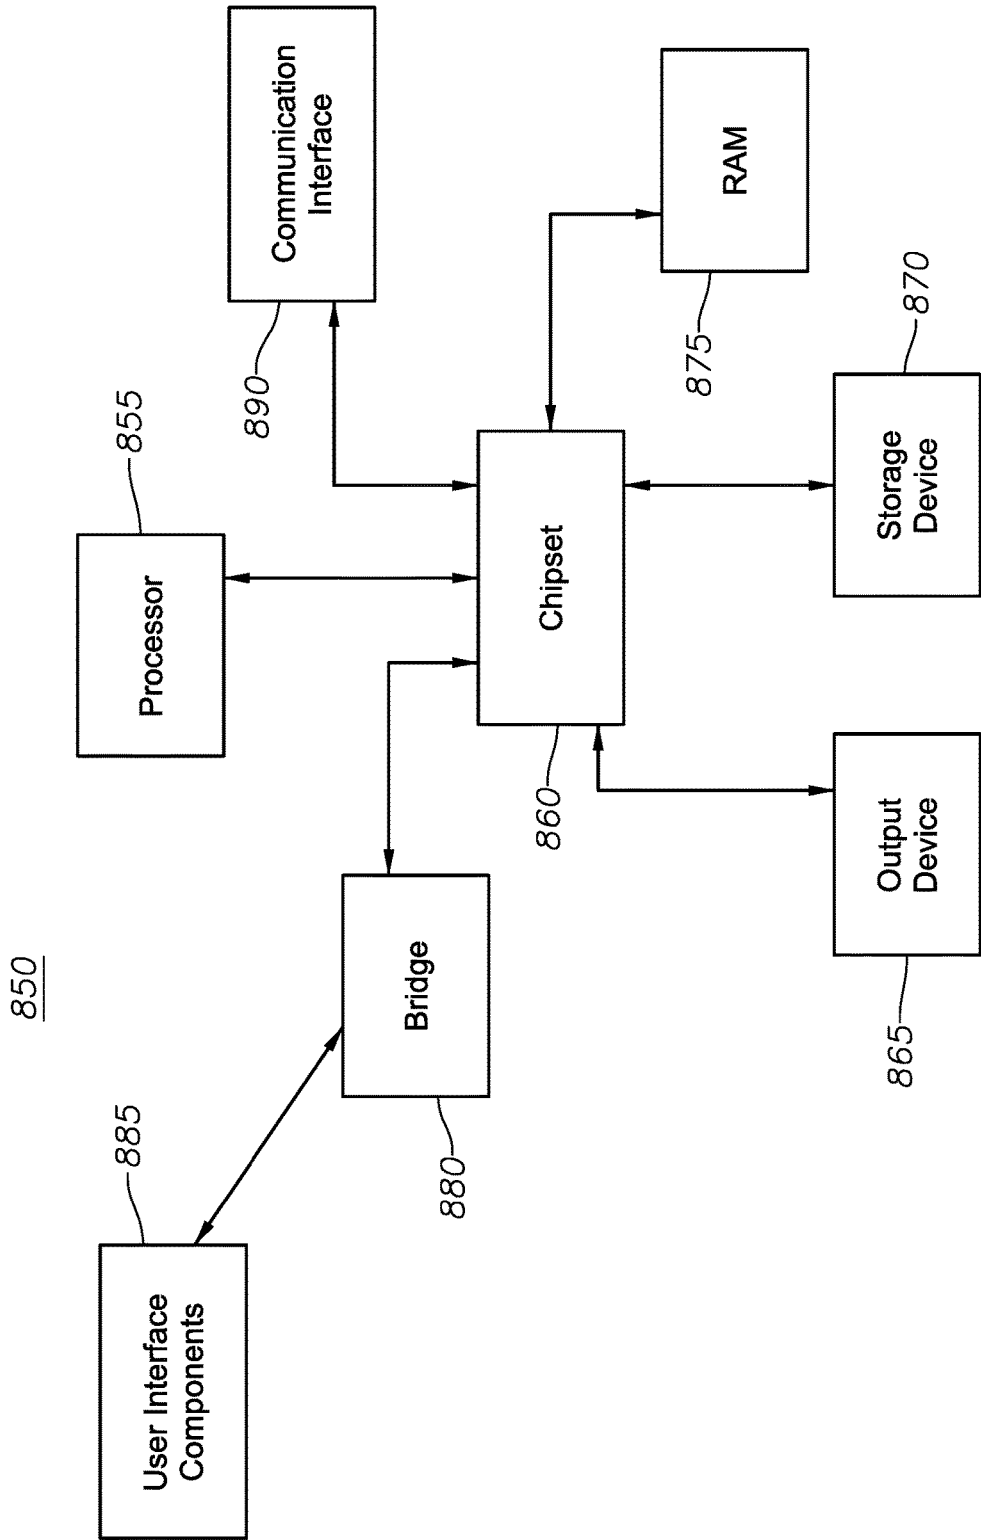 850
885
User Interface
Components
855
Processor
890
Communication
Interface
880
Bridge
860
Chipset
875
RAM
865
Output
Device
870
Storage
Device